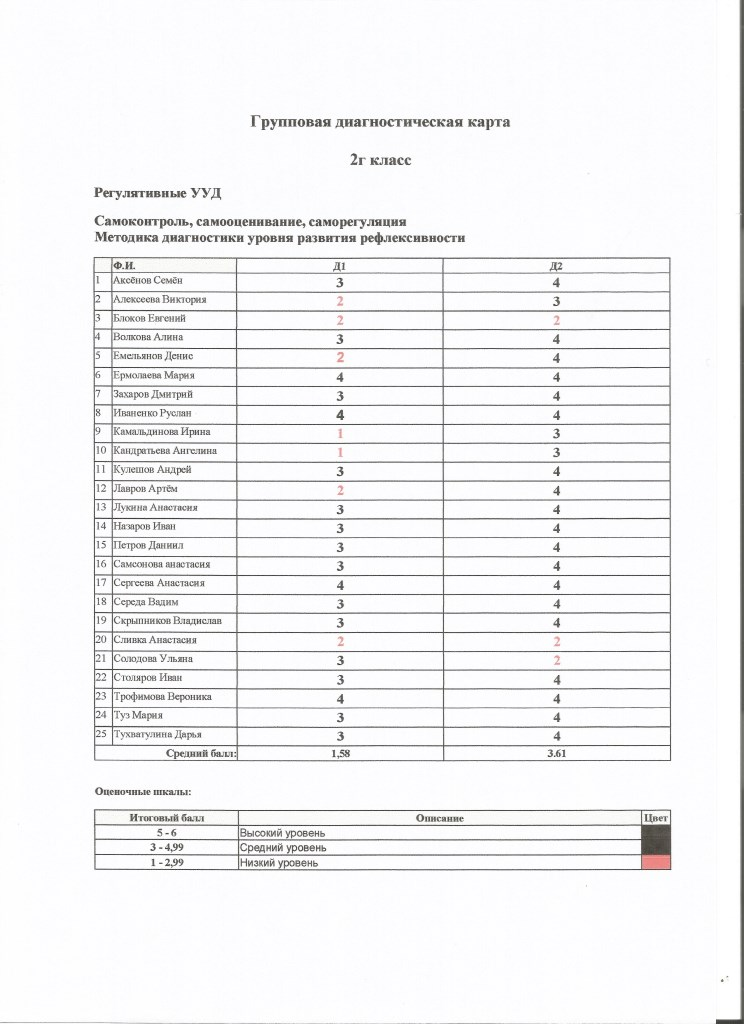 Групповая диагностическая карта
2г класс
Регулятивные УУД
Самоконтроль, самооценивание, саморегуляция
Методика диагностики уровня развития рефлексивности
Ф.И. Д1 Д2
1 Аксёнов Семён 3 4
2 Алексеева Виктория 2 3
3 Блоков Евгений 2 2
4 Волкова Алина 3 4
5 Емельянов Денис 2 4
6 Ермолаева Мария 4 4
7 Захаров Дмитрий 3 4
8 Иваненко Руслан 4 4
9 Камальдинова Ирина 1 3
10 Кандратьева Ангелина 1 3
11 Кулешов Андрей 3 4
12 Лавров Артём 2 4
13 Лукина Анастасия 3 4
14 Назаров Иван 3 4
15 Петров Даниил 3 4
16 Самсонова анастасия 3 4
17 Сергеева Анастасия 4 4
18 Середа Вадим 3 4
19 Скрыпников Владислав 3 4
20 Сливка Анастасия 2 2
21 Солодова Ульяна 3 2
22 Столяров Иван 3 4
23 Трофимова Вероника 4 4
24 Туз Мария 3 4
25 Тухватулина Дарья 3 4
Средний балл: 1,58 3.61
Оценочные шкалы:
Итоговый балл Описание Цвет
5 - 6 Высокий уровень
3 - 4,99 Средний уровень
1 - 2,99 Низкий уровень